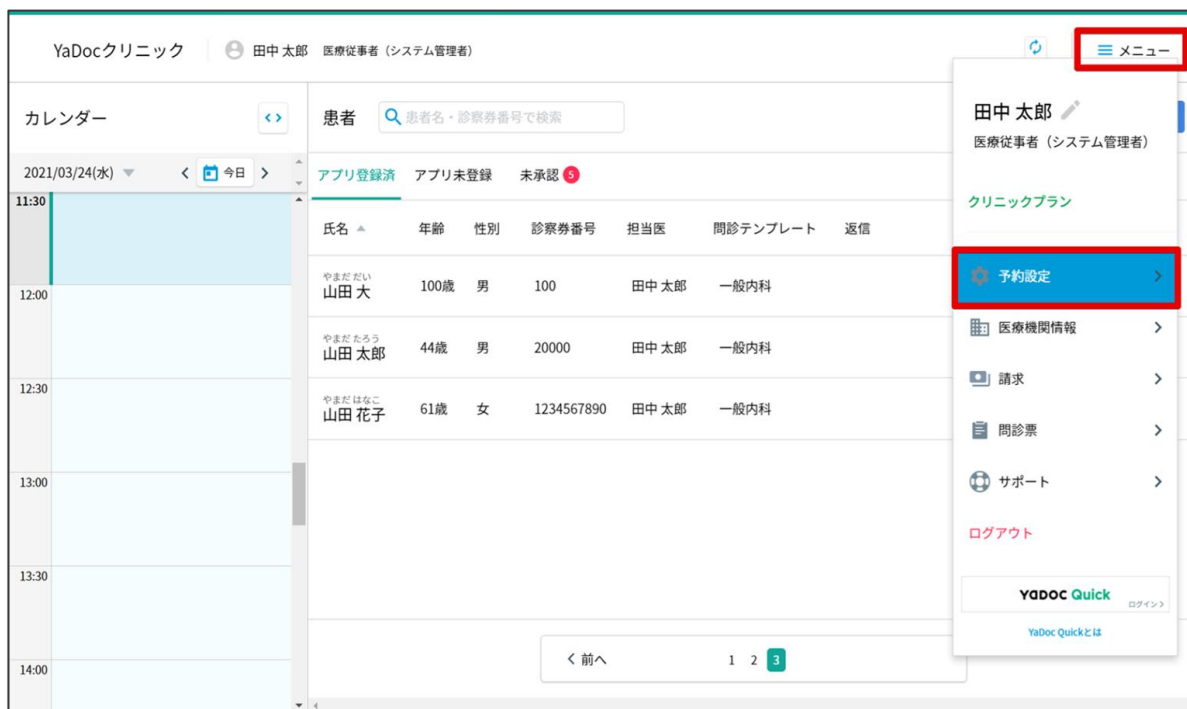 YaDocクリニック 田中 太郎 医療従事者（システム管理者） メニュー
カレンダー
2021/03/24(水) 今日
11:30
12:00
12:30
13:00
13:30
14:00
患者 患者名・診察券番号で検索
アプリ登録済 アプリ未登録 未承認 5
氏名 年齢 性別 診察券番号 担当医 問診テンプレート 返信
やまだ だい
山田 大 100歳 男 100 田中 太郎 一般内科
やまだ たろう
山田 太郎 44歳 男 20000 田中 太郎 一般内科
やまだ はなこ
山田 花子 61歳 女 1234567890 田中 太郎 一般内科
前へ 1 2 3
田中 太郎
医療従事者（システム管理者）
クリニックプラン
予約設定
医療機関情報
請求
問診票
サポート
ログアウト
YaDoc Quick
ログイン
YaDoc Quickとは